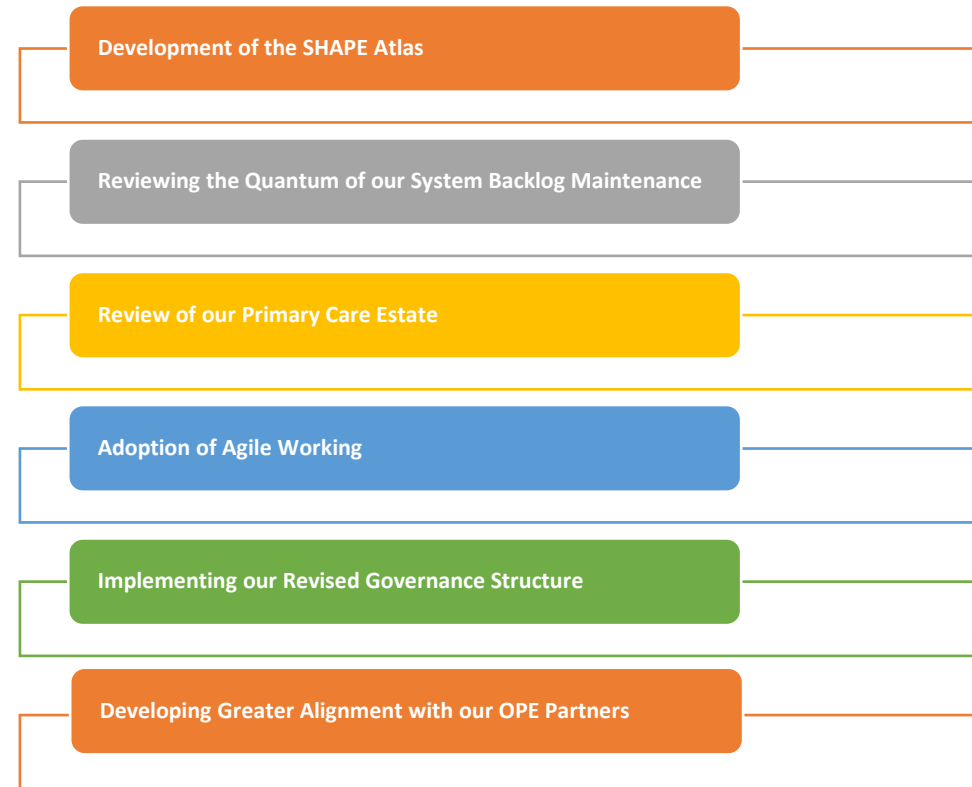 Development of the SHAPE Atlas
Reviewing the Quantum of our System Backlog Maintenance
Review of our Primary Care Estate
Adoption of Agile Working
Implementing our Revised Governance Structure
Developing Greater Alignment with our OPE Partners